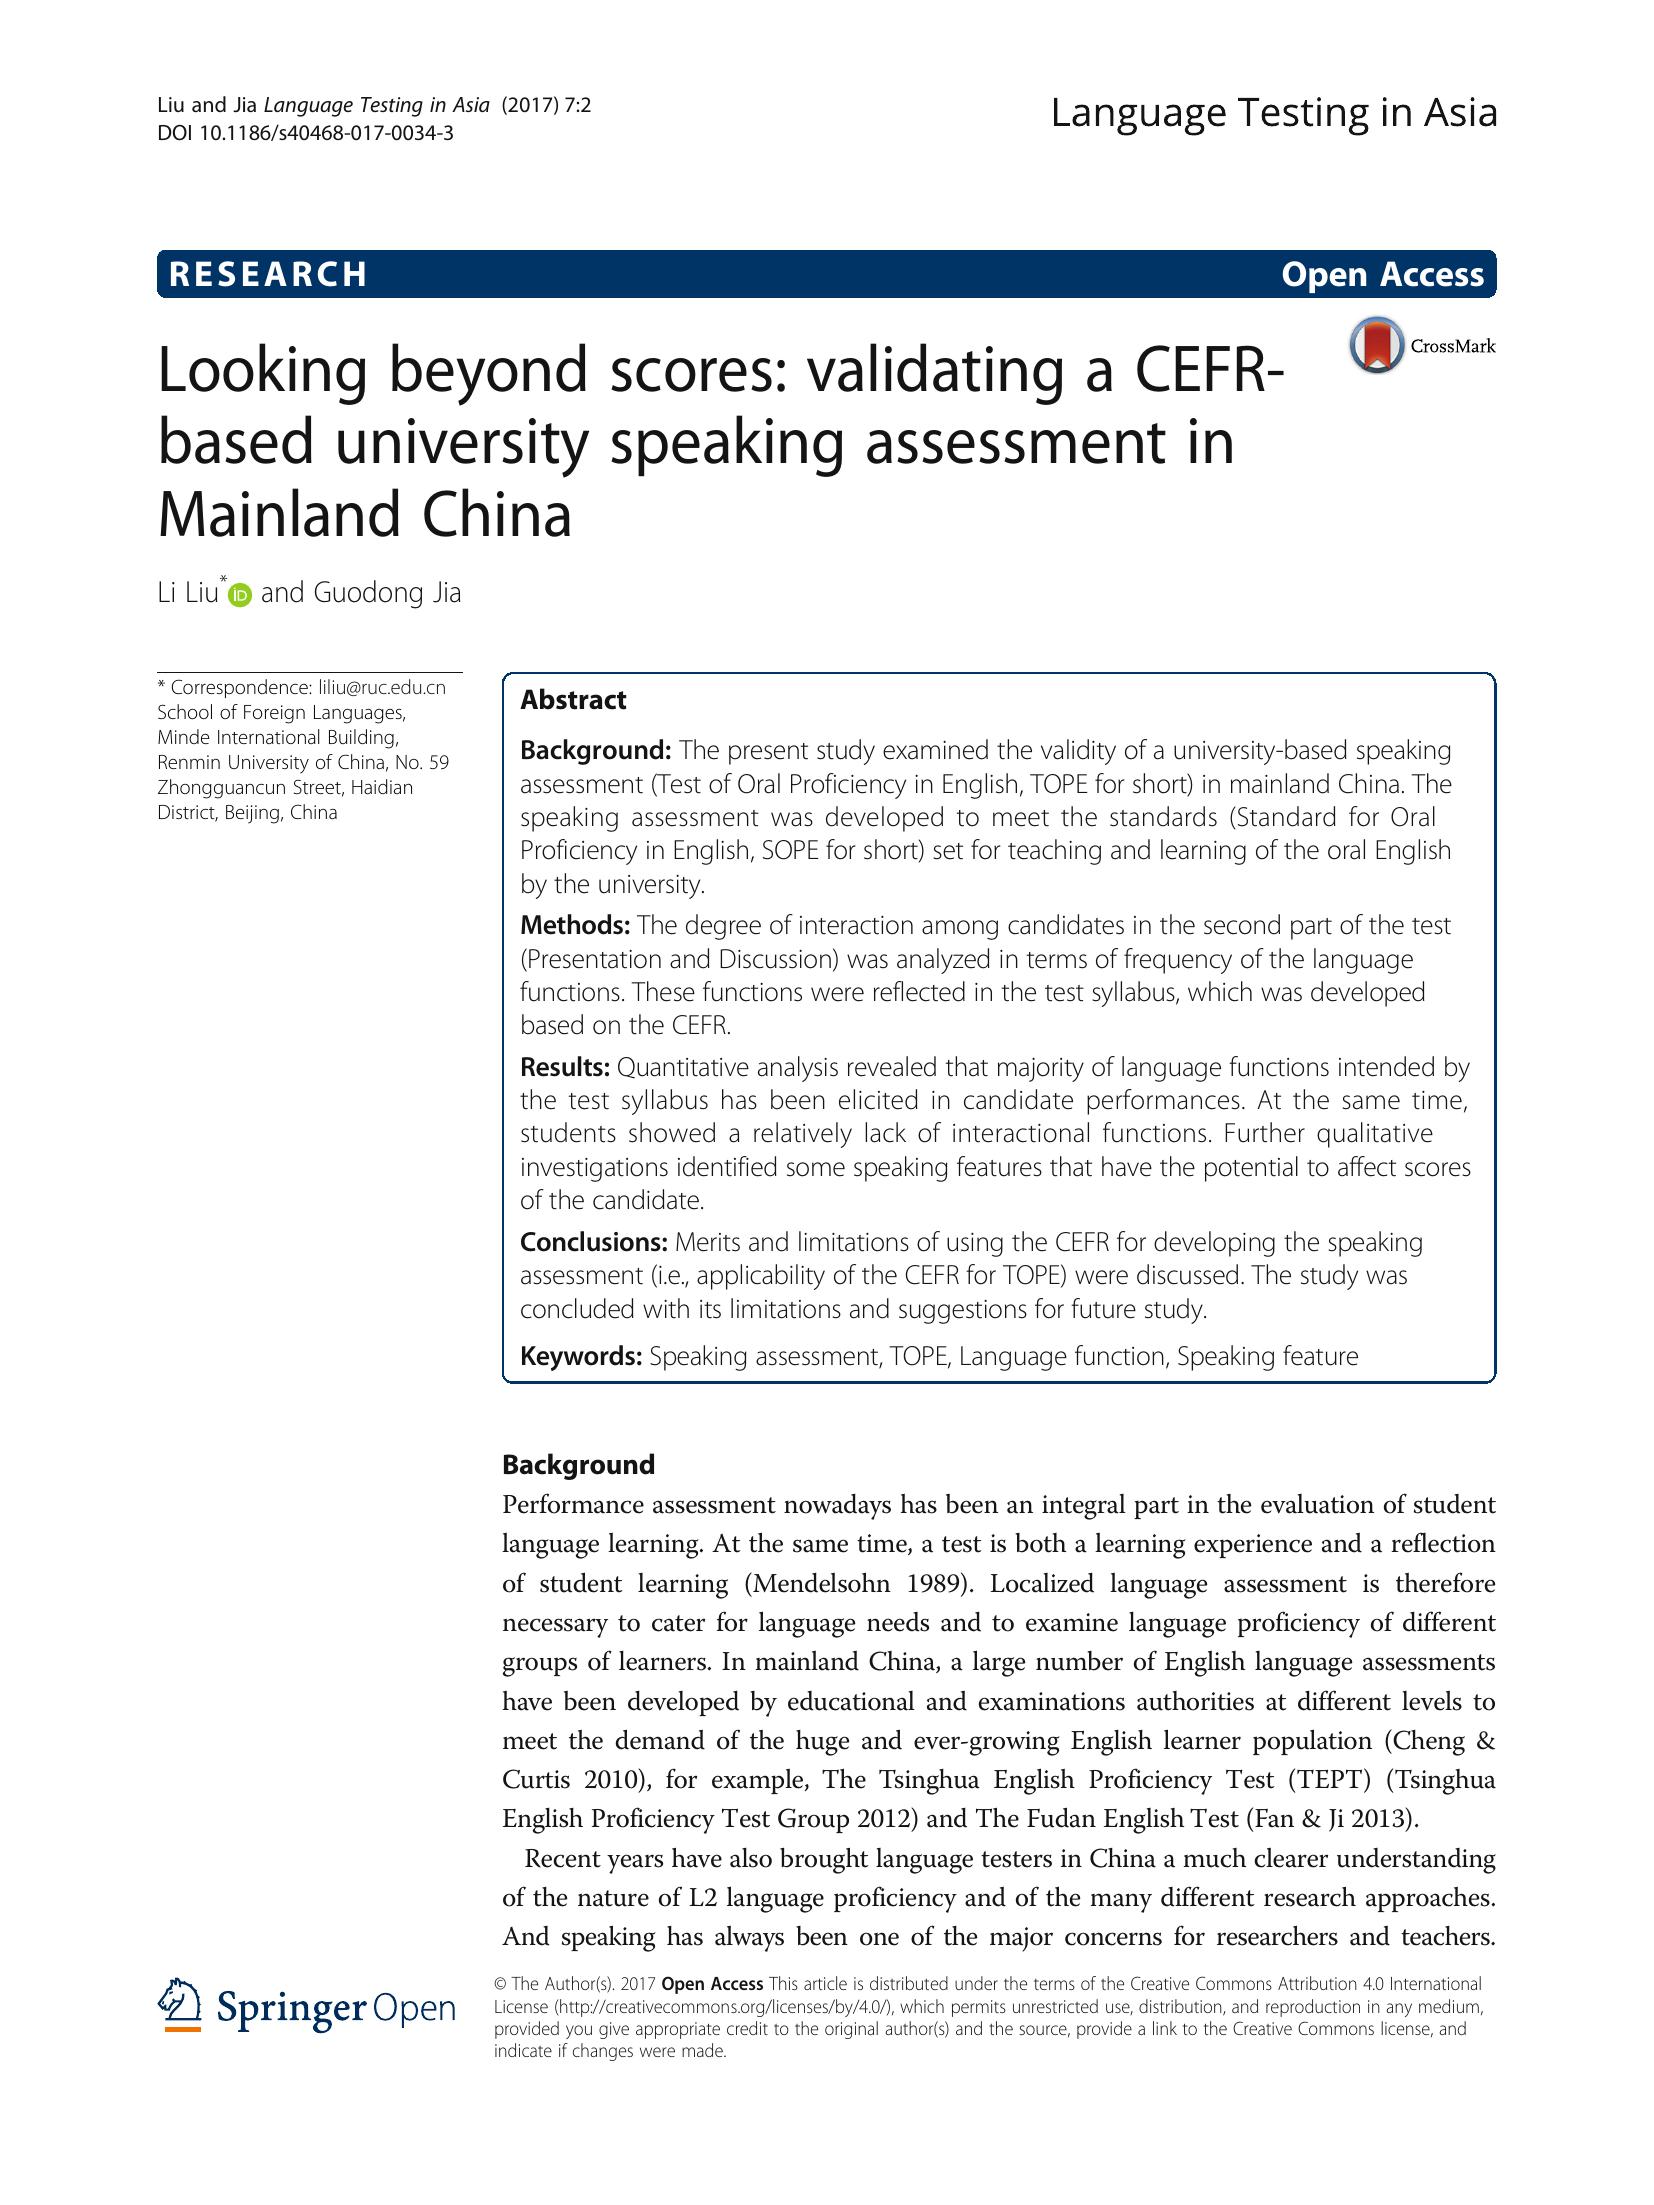 Liu and Jia Language Testing in Asia (2017) 7:2
DOI 10.1186/s40468-017-0034-3
Language Testing in Asia
RESEARCH
Open Access
Looking beyond scores: validating a CEFR-
based university speaking assessment in
Mainland China
CrossMark
Li Liu* iD and Guodong Jia
* Correspondence: liliu@ruc.edu.cn
School of Foreign Languages,
Minde International Building,
Renmin University of China, No. 59
Zhongguancun Street, Haidian
District, Beijing, China
Abstract
Background: The present study examined the validity of a university-based speaking
assessment (Test of Oral Proficiency in English, TOPE for short) in mainland China. The
speaking assessment was developed to meet the standards (Standard for Oral
Proficiency in English, SOPE for short) set for teaching and learning of the oral English
by the university.
Methods: The degree of interaction among candidates in the second part of the test
(Presentation and Discussion) was analyzed in terms of frequency of the language
functions. These functions were reflected in the test syllabus, which was developed
based on the CEFR.
Results: Quantitative analysis revealed that majority of language functions intended by
the test syllabus has been elicited in candidate performances. At the same time,
students showed a relatively lack of interactional functions. Further qualitative
investigations identified some speaking features that have the potential to affect scores
of the candidate.
Conclusions: Merits and limitations of using the CEFR for developing the speaking
assessment (i.e., applicability of the CEFR for TOPE) were discussed. The study was
concluded with its limitations and suggestions for future study.
Keywords: Speaking assessment, TOPE, Language function, Speaking feature
Background
Performance assessment nowadays has been an integral part in the evaluation of student
language learning. At the same time, a test is both a learning experience and a reflection
of student learning (Mendelsohn 1989). Localized language assessment is therefore
necessary to cater for language needs and to examine language proficiency of different
groups of learners. In mainland China, a large number of English language assessments
have been developed by educational and examinations authorities at different levels to
meet the demand of the huge and ever-growing English learner population (Cheng &
Curtis 2010), for example, The Tsinghua English Proficiency Test (TEPT) (Tsinghua
English Proficiency Test Group 2012) and The Fudan English Test (Fan & Ji 2013).
Recent years have also brought language testers in China a much clearer understanding
of the nature of L2 language proficiency and of the many different research approaches.
And speaking has always been one of the major concerns for researchers and teachers.
Springer Open
© The Author(s). 2017 Open Access This article is distributed under the terms of the Creative Commons Attribution 4.0 International
License (http://creativecommons.org/licenses/by/4.0/), which permits unrestricted use, distribution, and reproduction in any medium,
provided you give appropriate credit to the original author(s) and the source, provide a link to the Creative Commons license, and
indicate if changes were made.